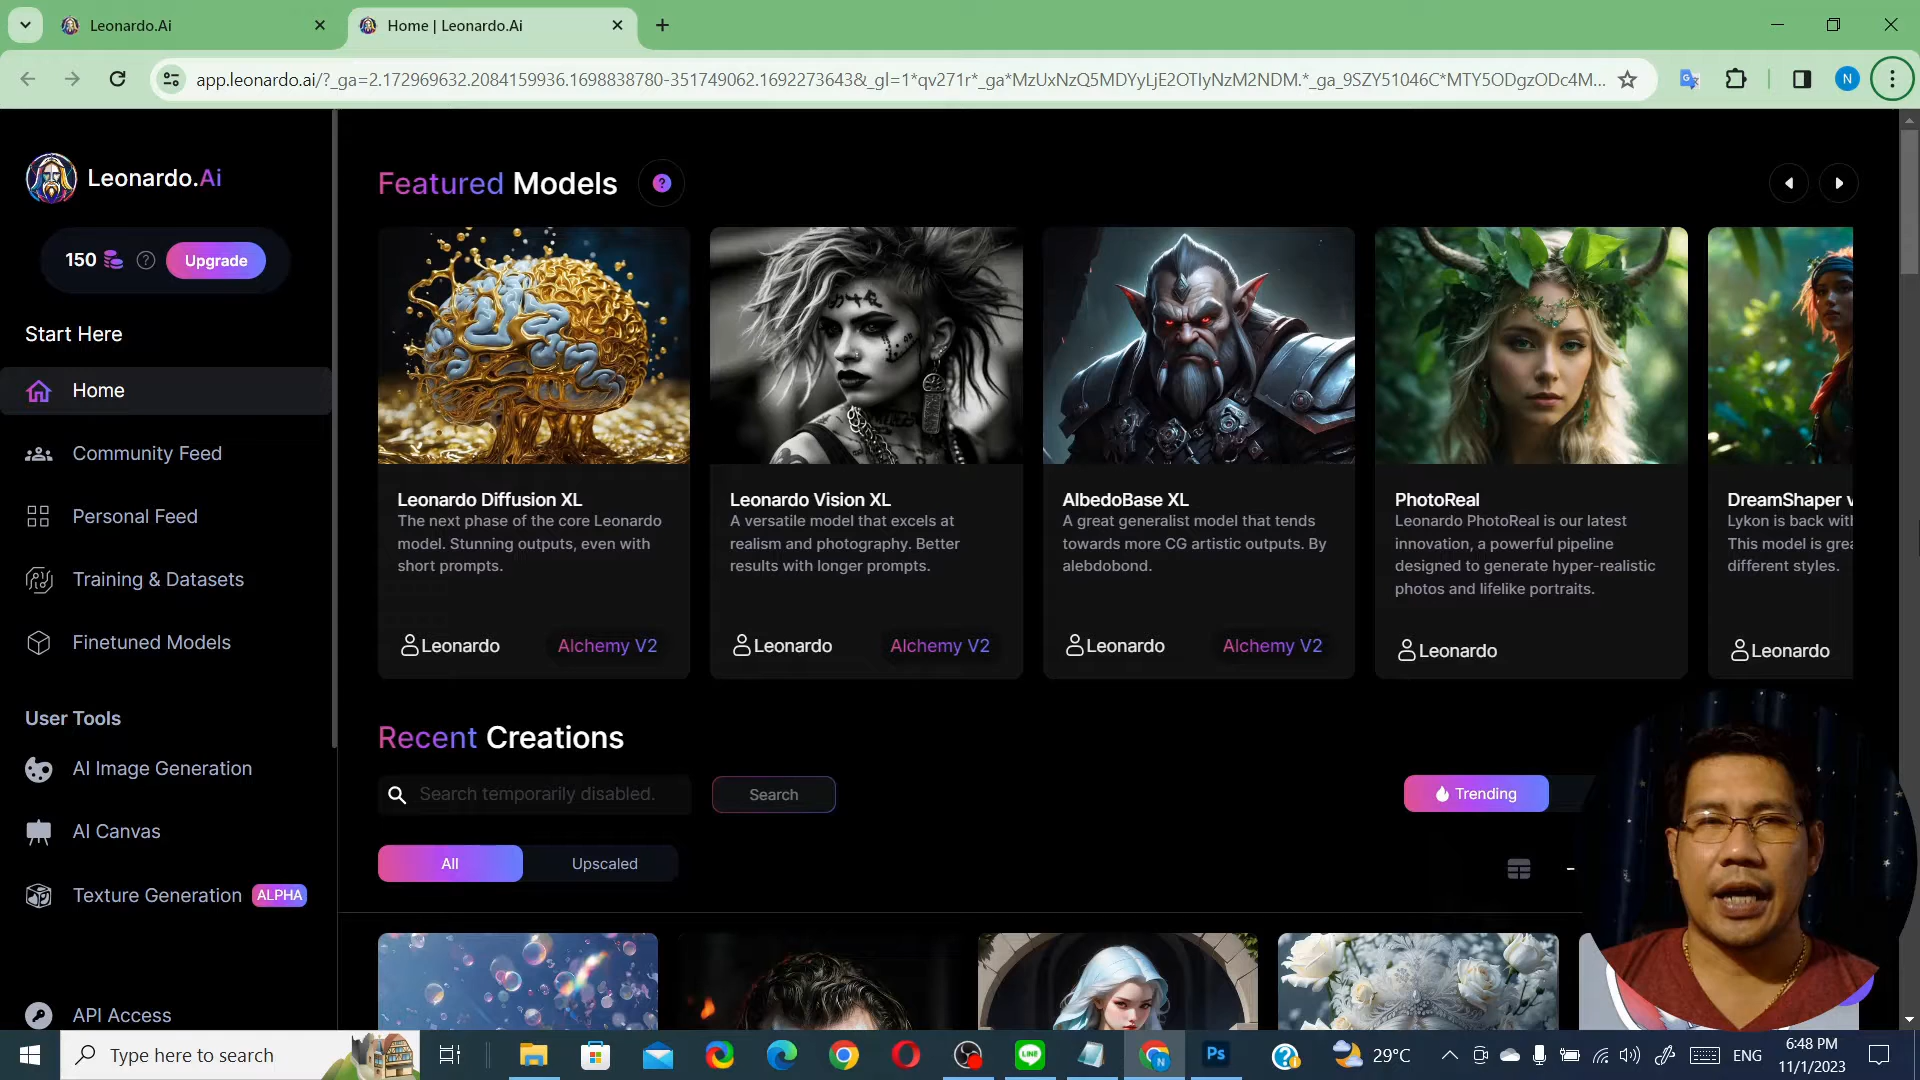 Leonardo.Ai
Home | Leonardo.Ai
app.leonardo.ai/?_ga=2.172969632.2084159936.1698838780-351749062.1692273643&_gl=1*qv271r*_ga*MzUxNzQ5MDYyLjE2OTIyNzM2NDM.*_ga_9SZY51046C*MTY5ODgzODc4M...
N
Leonardo.Ai
150
Upgrade
Start Here
Home
Community Feed
Personal Feed
Training & Datasets
Finetuned Models
User Tools
AI Image Generation
AI Canvas
Texture Generation ALPHA
API Access
Featured Models ?
Leonardo Diffusion XL
The next phase of the core Leonardo
model. Stunning outputs, even with
short prompts.
Leonardo Alchemy V2
Leonardo Vision XL
A versatile model that excels at
realism and photography. Better
results with longer prompts.
Leonardo Alchemy V2
AlbedoBase XL
A great generalist model that tends
towards more CG artistic outputs. By
alebdobond.
Leonardo Alchemy V2
PhotoReal
Leonardo PhotoReal is our latest
innovation, a powerful pipeline
designed to generate hyper-realistic
photos and lifelike portraits.
Leonardo
DreamShaper v
Lykon is back with
This model is grea
different styles.
Leonardo
Recent Creations
Search temporarily disabled.
Search
Trending
All
Upscaled
Type here to search
LINE
Ps
29°C
ENG
6:48 PM
11/1/2023